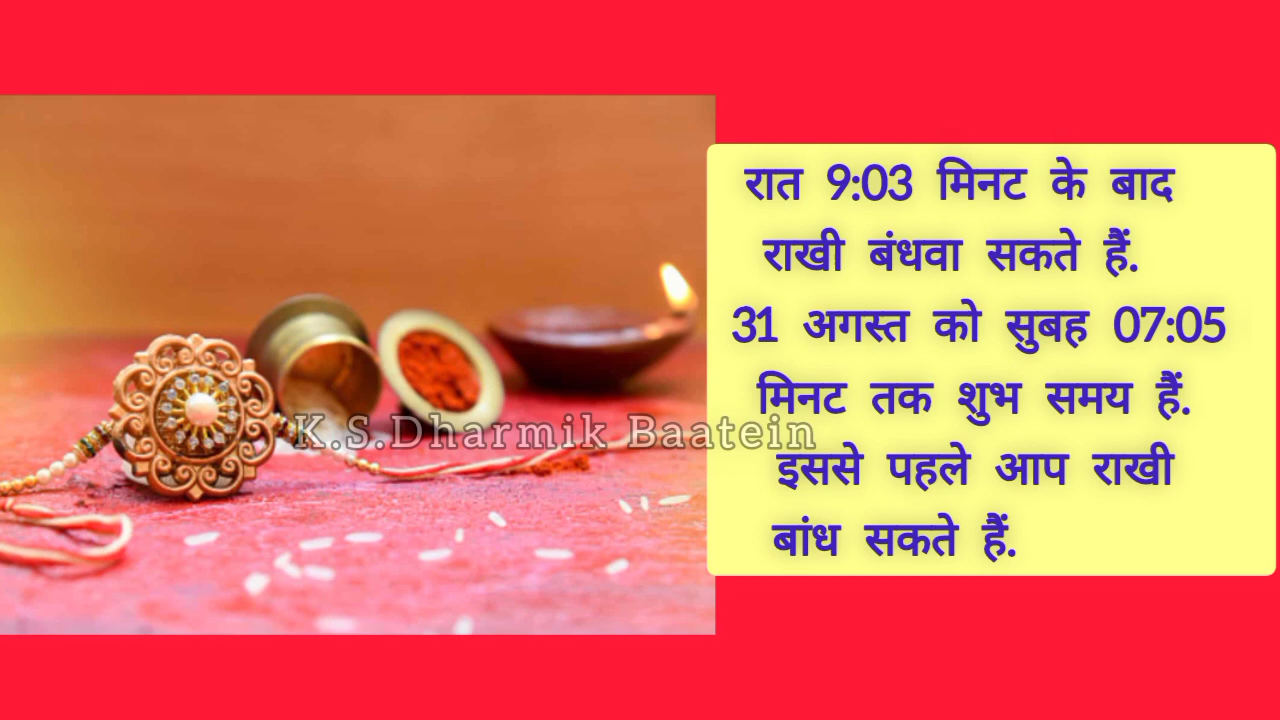 रात 9:03 मिनट के बाद
राखी बंधवा सकते हैं.
31 अगस्त को सुबह 07:05
मिनट तक शुभ समय हैं.
इससे पहले आप राखी
बांध सकते हैं.
K.S.Dharmik Baatein